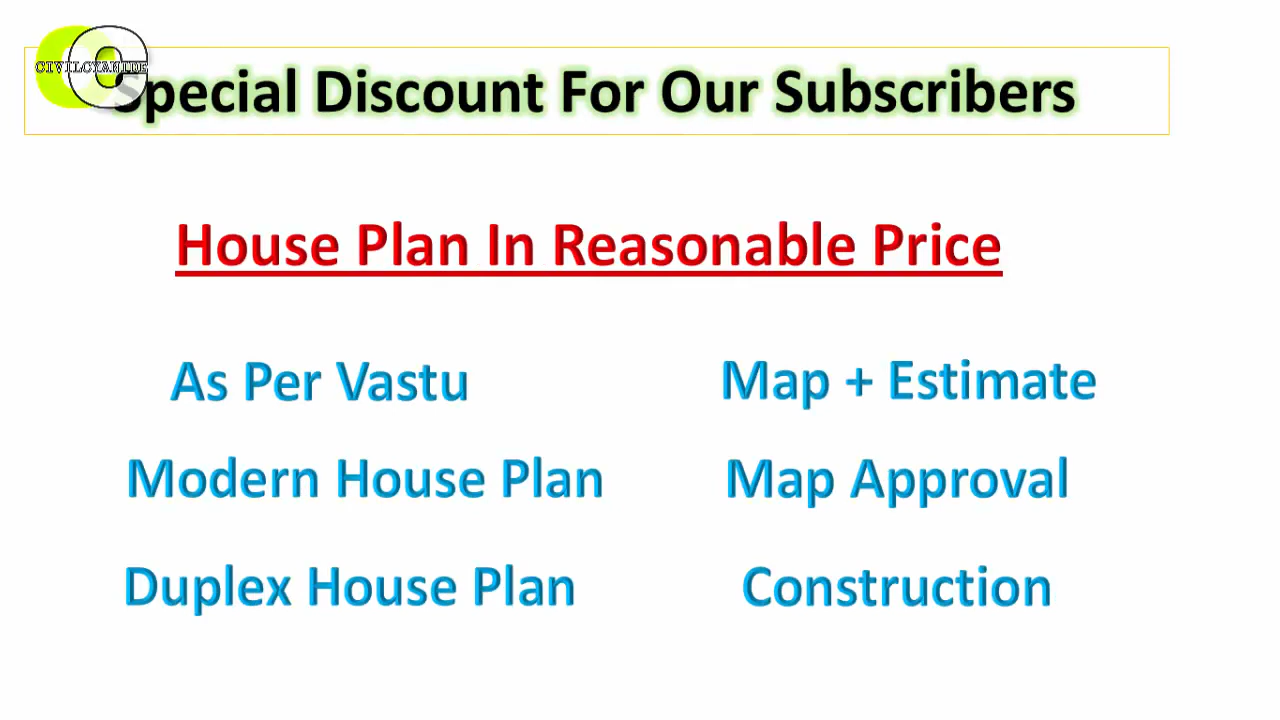 CIVILCYANIDE
Special Discount For Our Subscribers
House Plan In Reasonable Price
As Per Vastu
Map + Estimate
Modern House Plan
Map Approval
Duplex House Plan
Construction